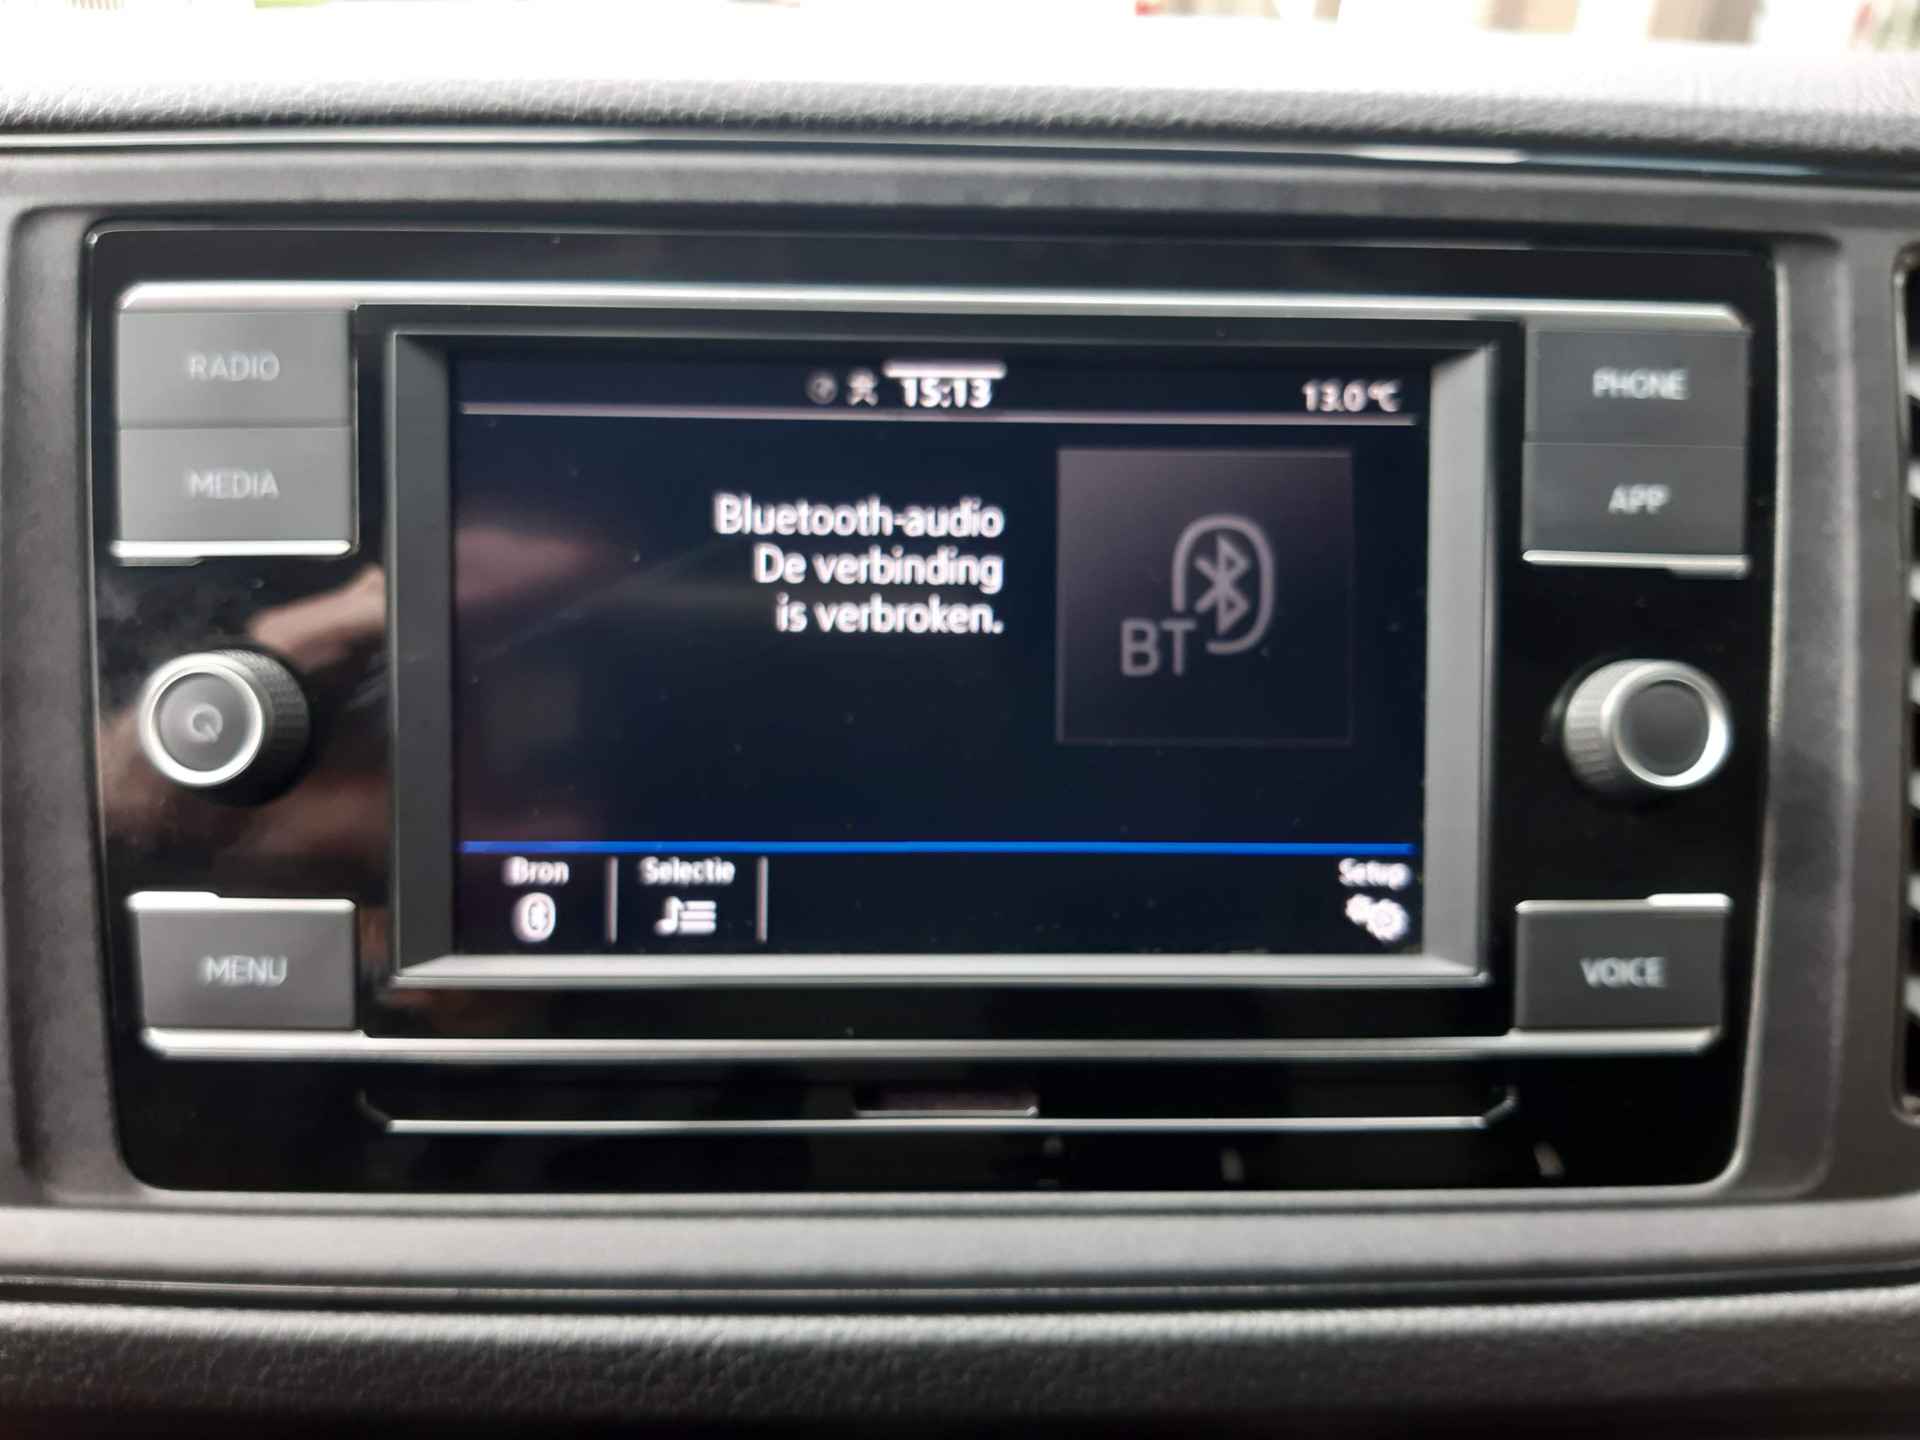 RADIO
MEDIA
MENU
15:13
13.0 °C
Bluetooth-audio
De verbinding
is verbroken.
BT
Bron
Selectie
Setup
PHONE
APP
VOICE